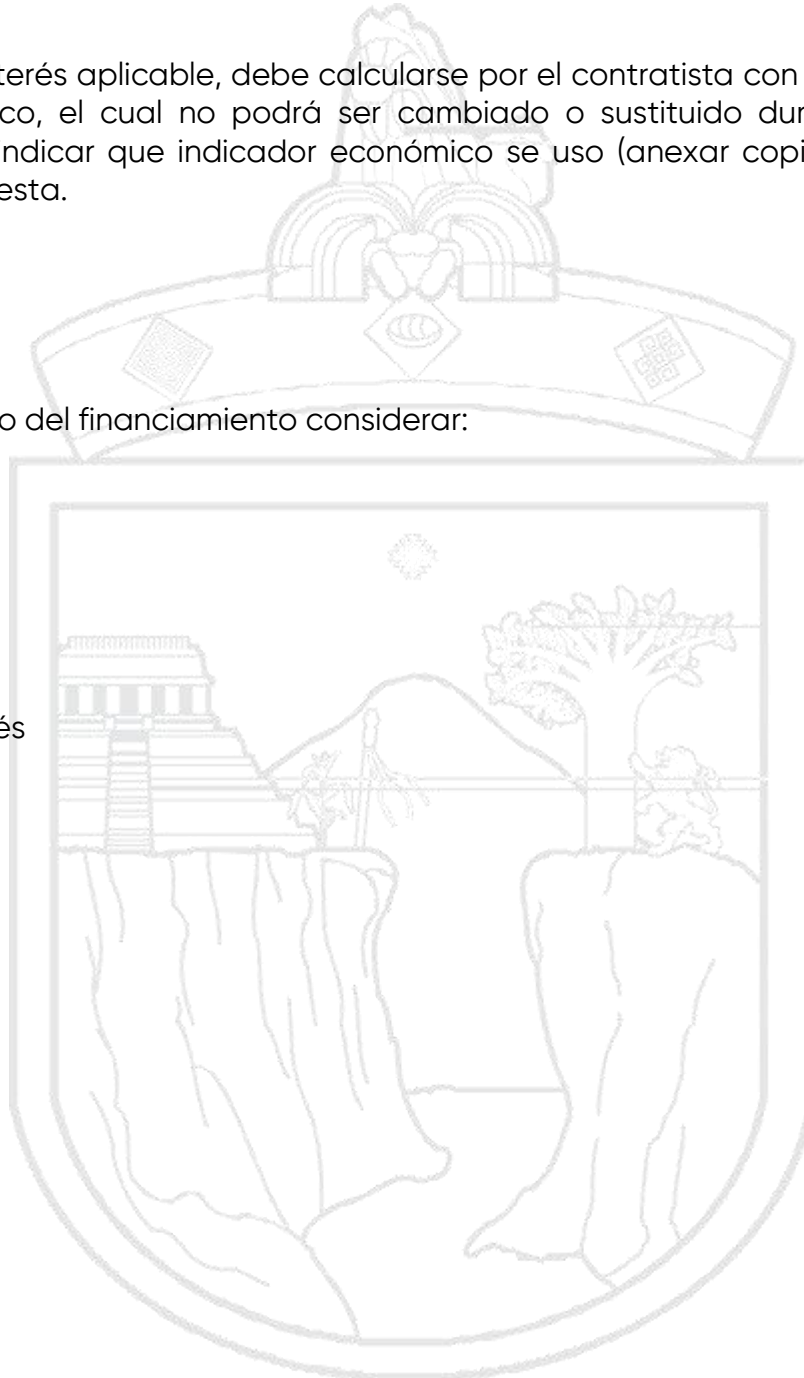 terés aplicable, debe calcularse por el contratista con
co, el cual no podrá ser cambiado o sustituido dur
indicar que indicador económico se uso (anexar copi
esta.
o del financiamiento considerar:
és